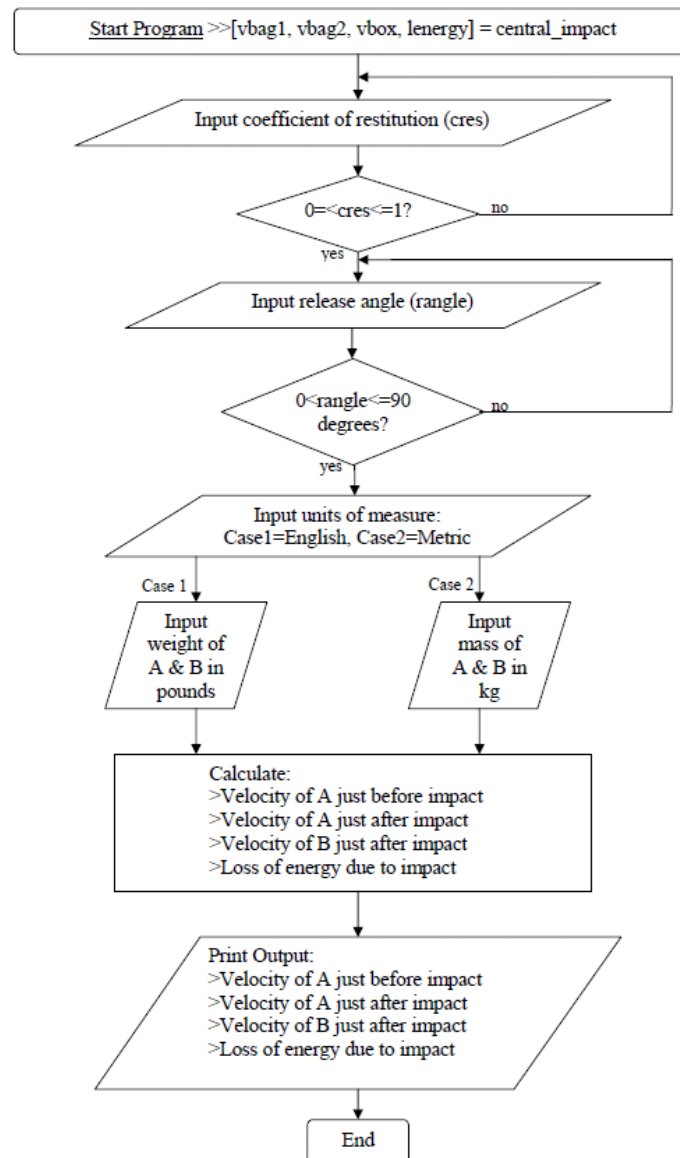 Start Program >>[vbag1, vbag2, vbox, lenergy] = central_impact
Input coefficient of restitution (cres)
0=<cres<=1?
no
yes
Input release angle (rangle)
0<rangle<=90
degrees?
no
yes
Input units of measure:
Case1=English, Case2=Metric
Case 1
Case 2
Input
weight of
A & B in
pounds
Input
mass of
A & B in
kg
Calculate:
>Velocity of A just before impact
>Velocity of A just after impact
>Velocity of B just after impact
>Loss of energy due to impact
Print Output:
>Velocity of A just before impact
>Velocity of A just after impact
>Velocity of B just after impact
>Loss of energy due to impact
End